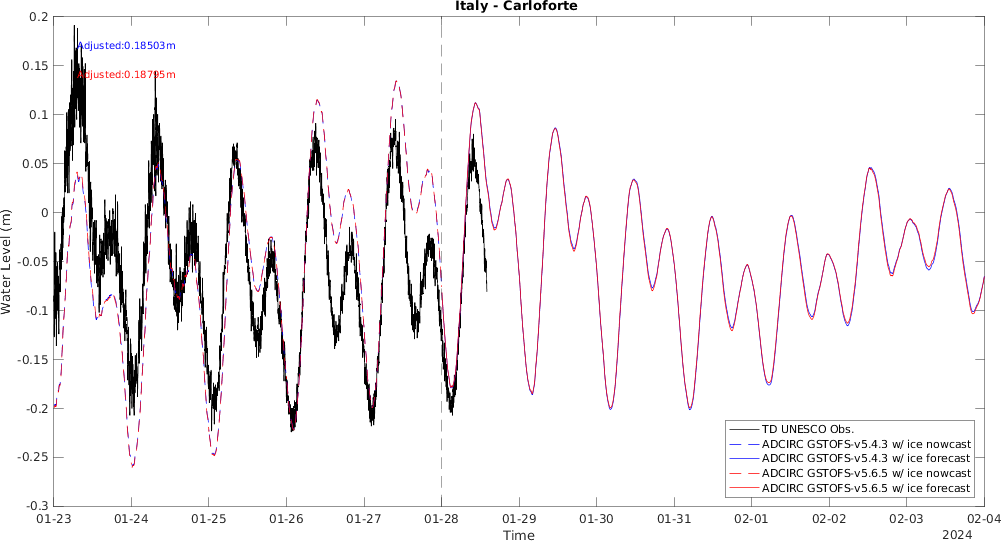 Italy - Carloforte
0.2
0.15
0.1
0.05
0
-0.05
-0.1
-0.15
-0.2
-0.25
-0.3
Water Level (m)
Adjusted:0.18503m
Adjusted:0.18795m
TD UNESCO Obs.
ADCIRC GSTOFS-v5.4.3 w/ ice nowcast
ADCIRC GSTOFS-v5.4.3 w/ ice forecast
ADCIRC GSTOFS-v5.6.5 w/ ice nowcast
ADCIRC GSTOFS-v5.6.5 w/ ice forecast
01-23 01-24 01-25 01-26 01-27 01-28 01-29 01-30 01-31 02-01 02-02 02-03 02-04
Time
2024